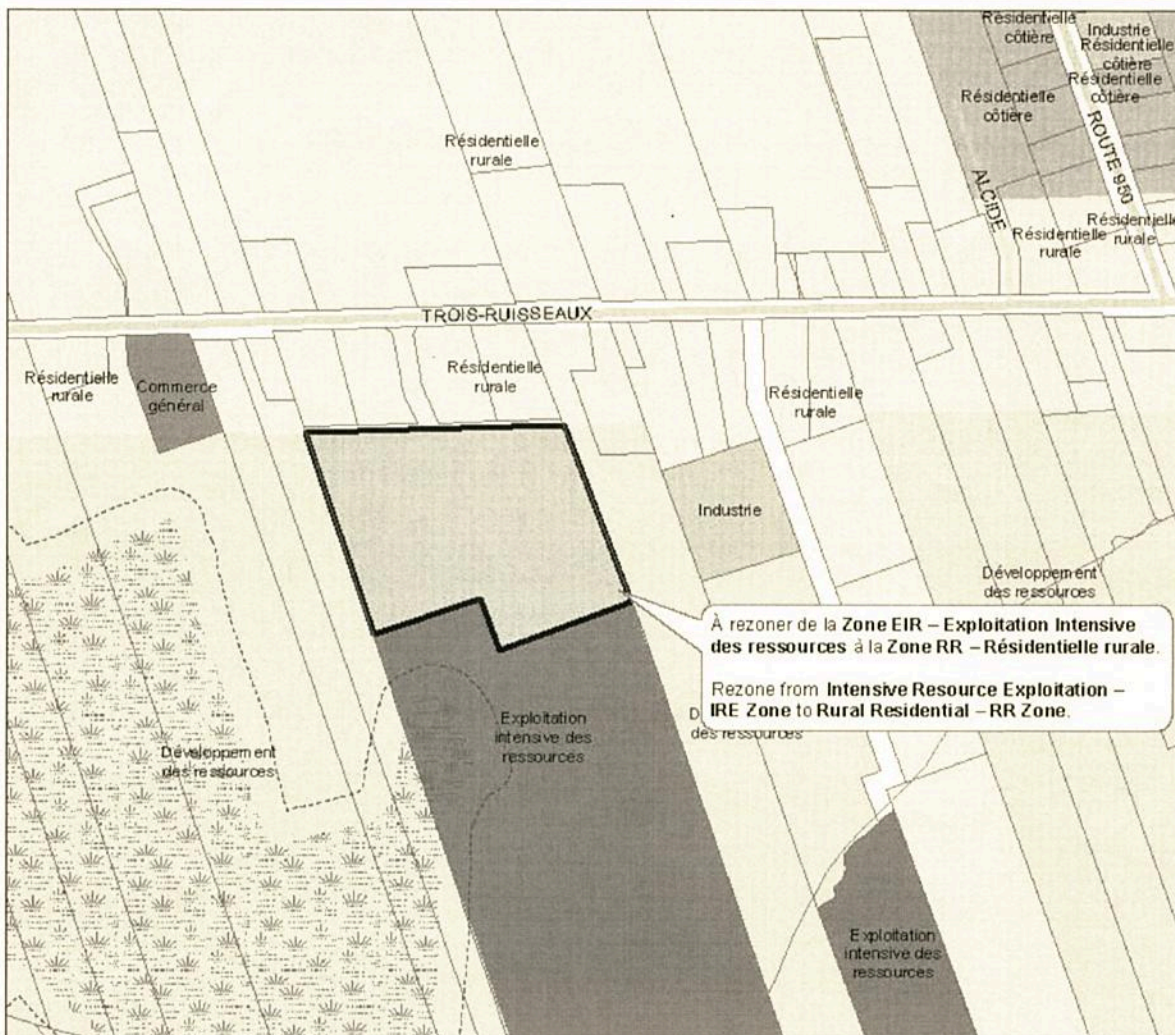 Résidentielle
côtière
Industrie
Résidentielle
côtière
Résidentielle
côtière
Résidentielle
côtière
ROUTE 950
ALCIDE
Résidentielle
rurale
Résidentielle
rurale
Résidentielle
rurale
TROIS-RUISSEAUX
Résidentielle
rurale
Commerce
général
Résidentielle
rurale
Résidentielle
rurale
Industrie
Développement
des ressources
À rezoner de la Zone EIR – Exploitation Intensive
des ressources à la Zone RR – Résidentielle rurale.
Rezone from Intensive Resource Exploitation –
IRE Zone to Rural Residential – RR Zone.
D
des ressources
Exploitation
intensive des
ressources
Développement
des ressources
Exploitation
intensive des
ressources